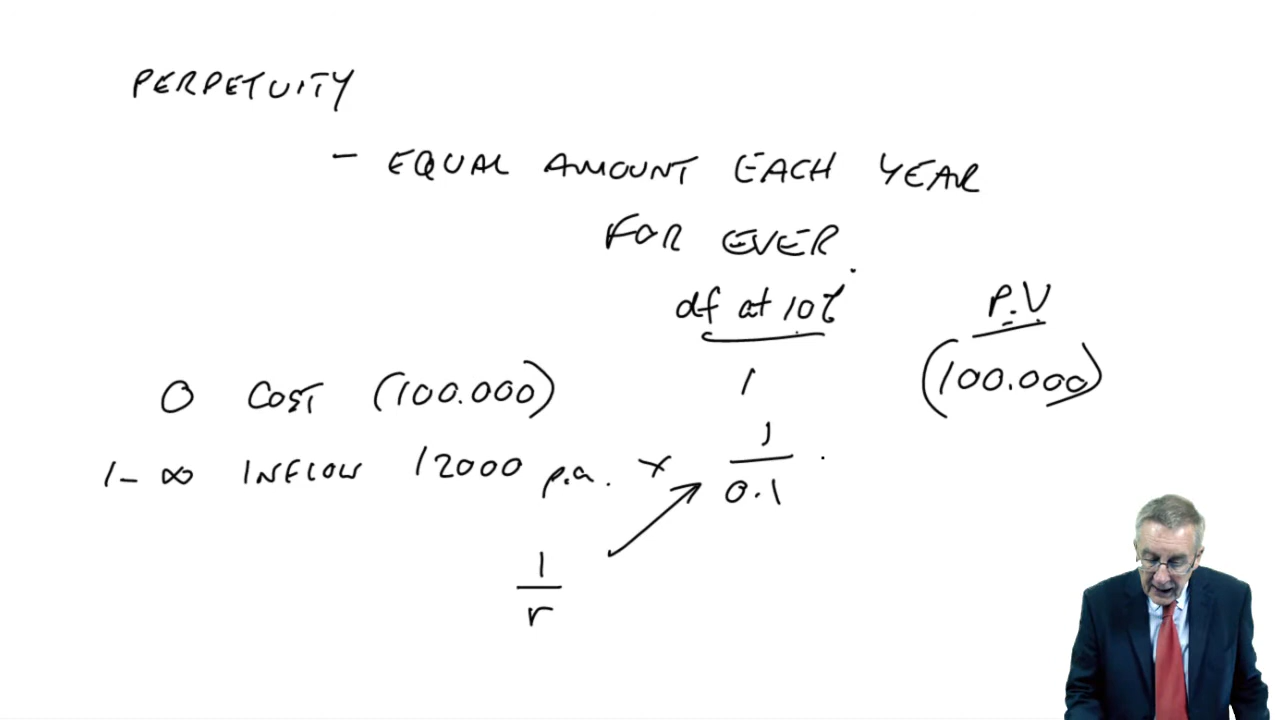 PERPETUITY
- EQUAL AMOUNT EACH YEAR
FOR EVER.
df at 10% P.V
0 COST (100.000) 1 (100.000)
1-∞ INFLOW 12000 p.a. × 1/0.1
1/r